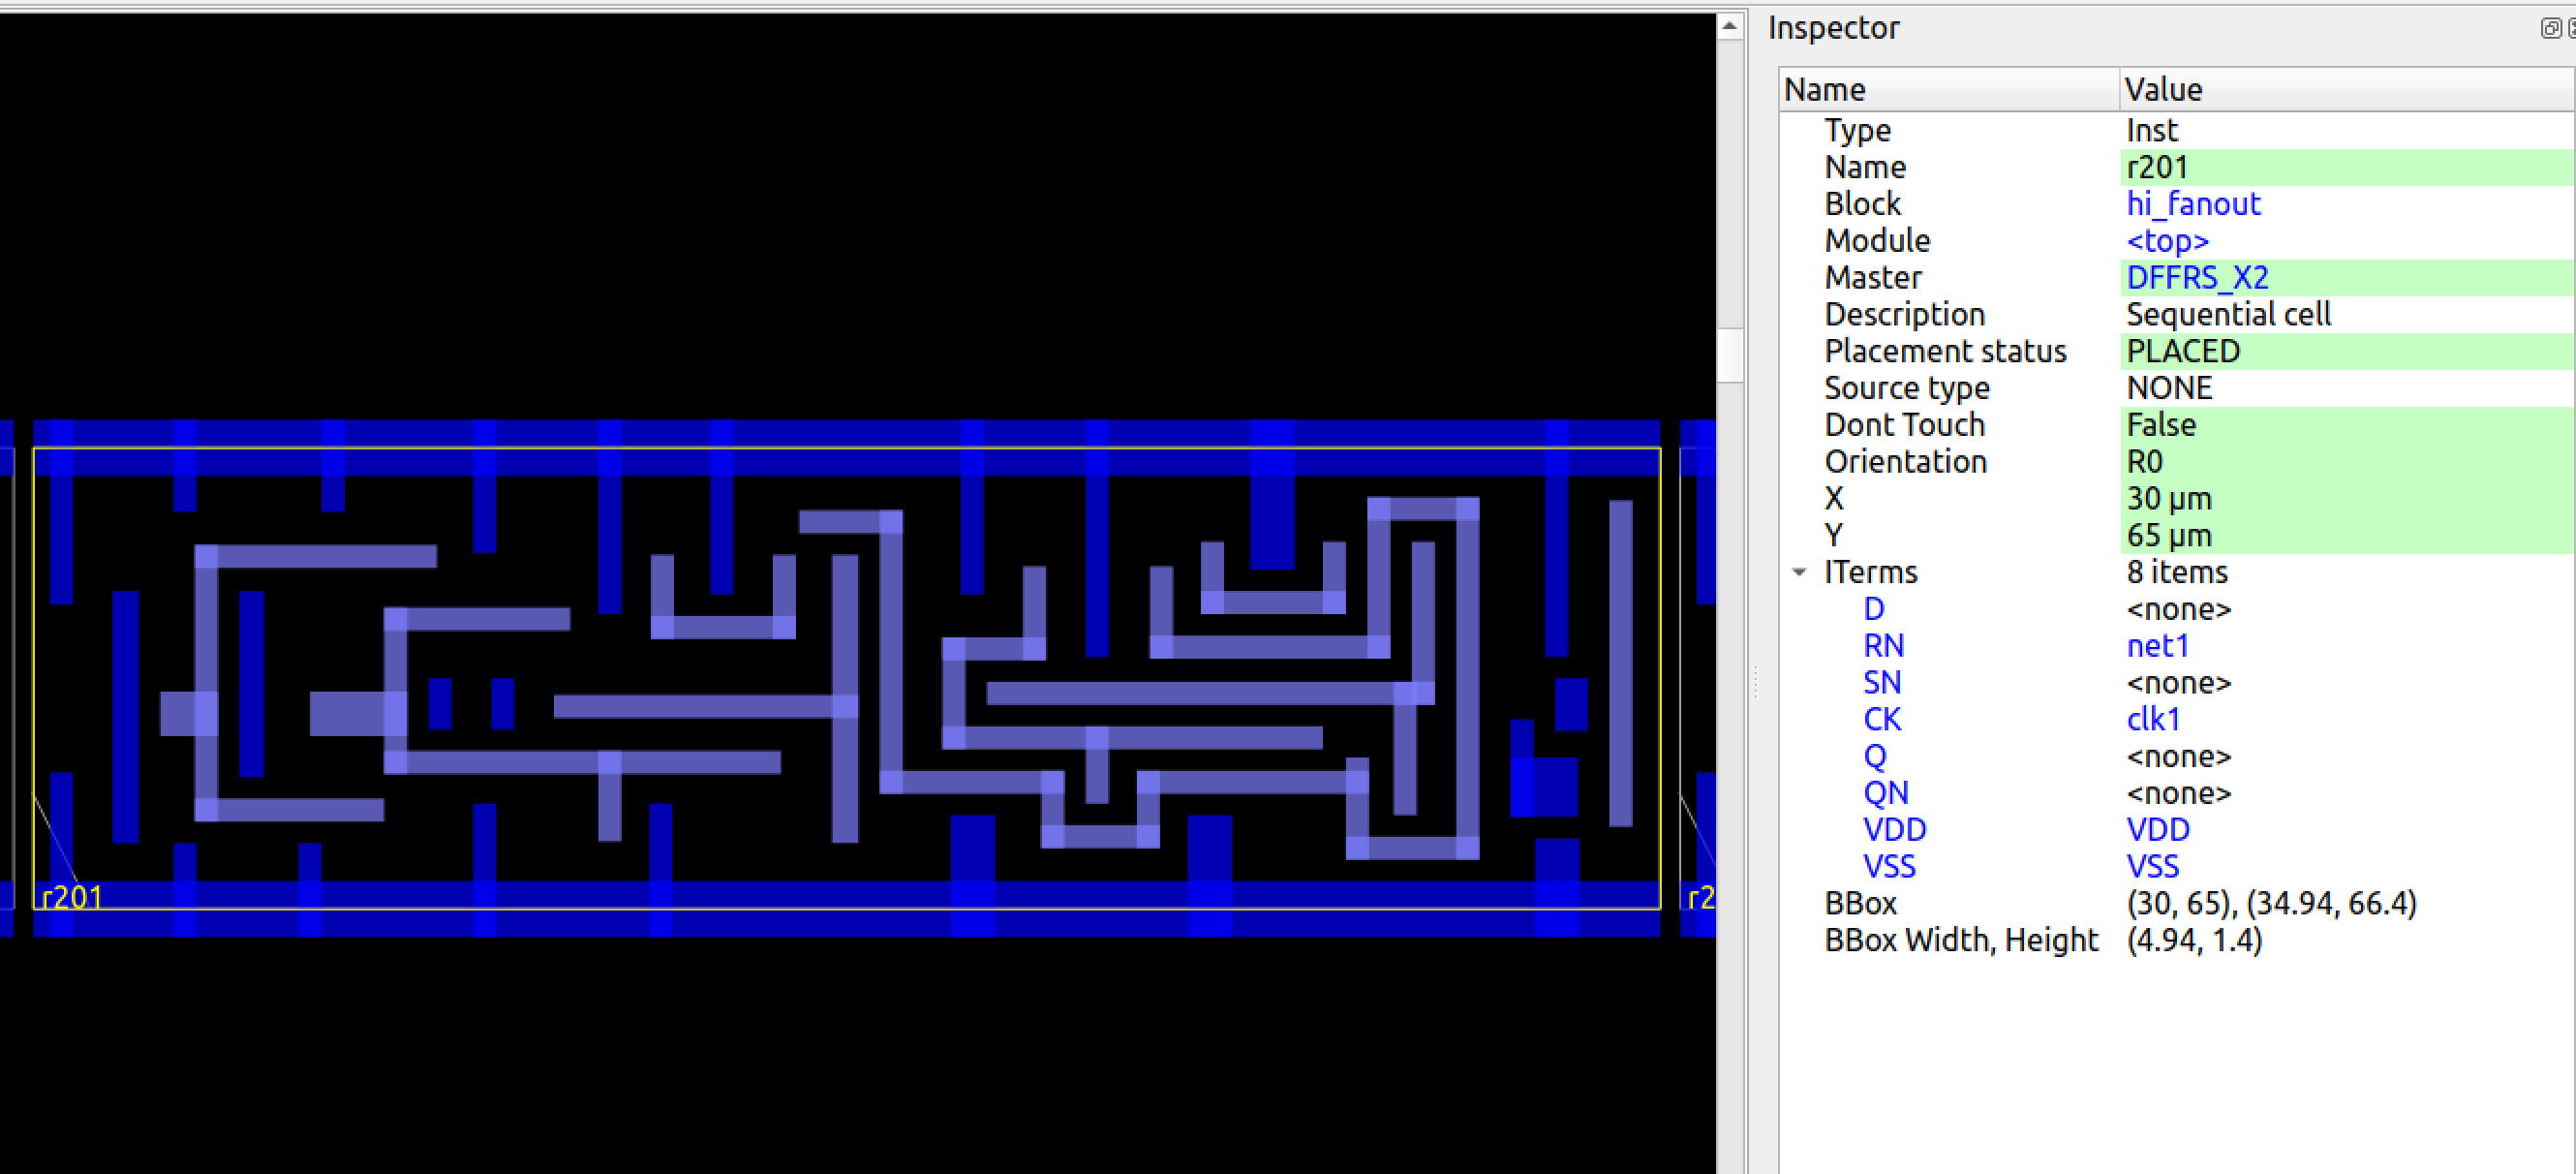 Inspector
Name Value
Type Inst
Name r201
Block hi_fanout
Module <top>
Master DFFRS_X2
Description Sequential cell
Placement status PLACED
Source type NONE
Dont Touch False
Orientation R0
X 30 μm
Y 65 μm
ITerms 8 items
D <none>
RN net1
SN <none>
CK clk1
Q <none>
QN <none>
VDD VDD
VSS VSS
BBox (30, 65), (34.94, 66.4)
BBox Width, Height (4.94, 1.4)
r201
r2